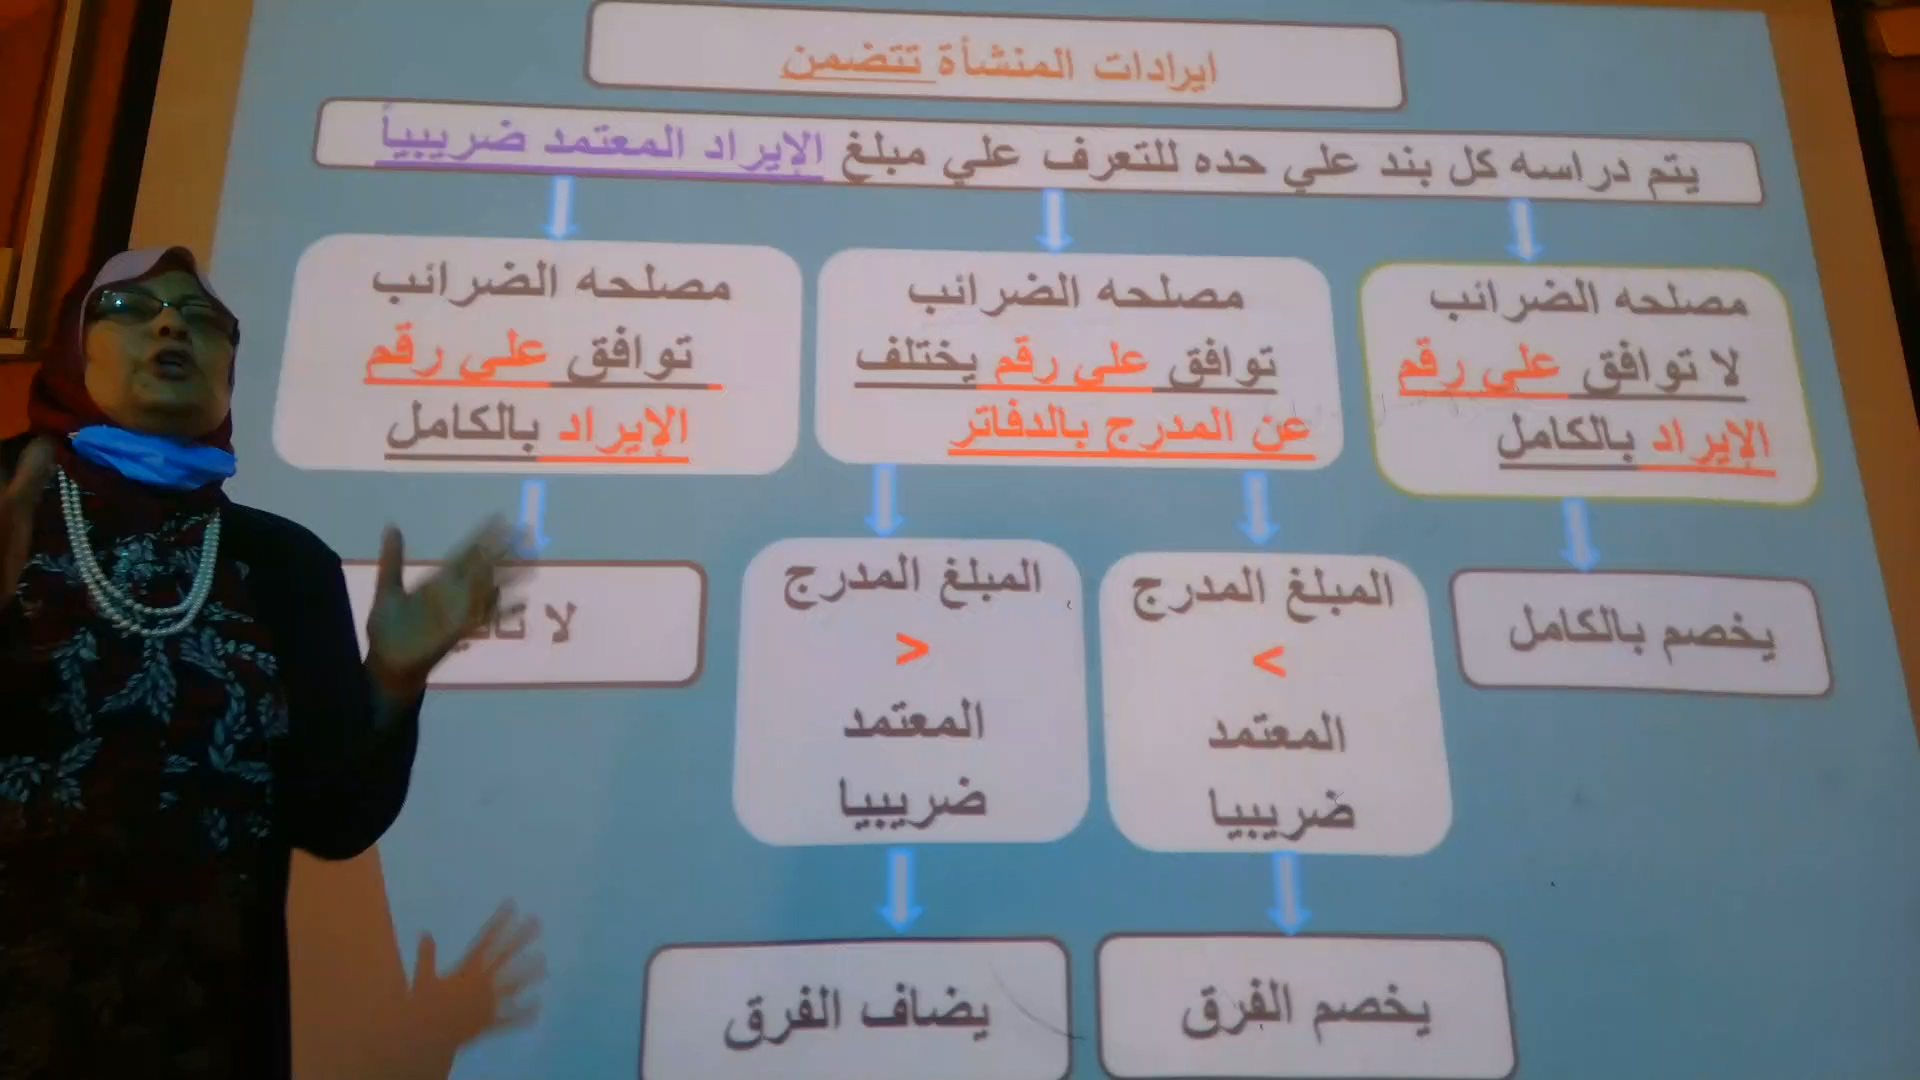 ايرادات المنشأة تتضمن
يتم دراسه كل بند علي حده للتعرف علي مبلغ الإيراد المعتمد ضريبياً
مصلحه الضرائب
لا توافق على رقم
الإيراد بالكامل
يخصم بالكامل
مصلحه الضرائب
توافق على رقم يختلف
عن المدرج بالدفاتر
المبلغ المدرج
<
المعتمد
ضريبيا
يخصم الفرق
المبلغ المدرج
>
المعتمد
ضريبيا
يضاف الفرق
مصلحه الضرائب
توافق على رقم
الإيراد بالكامل
لا